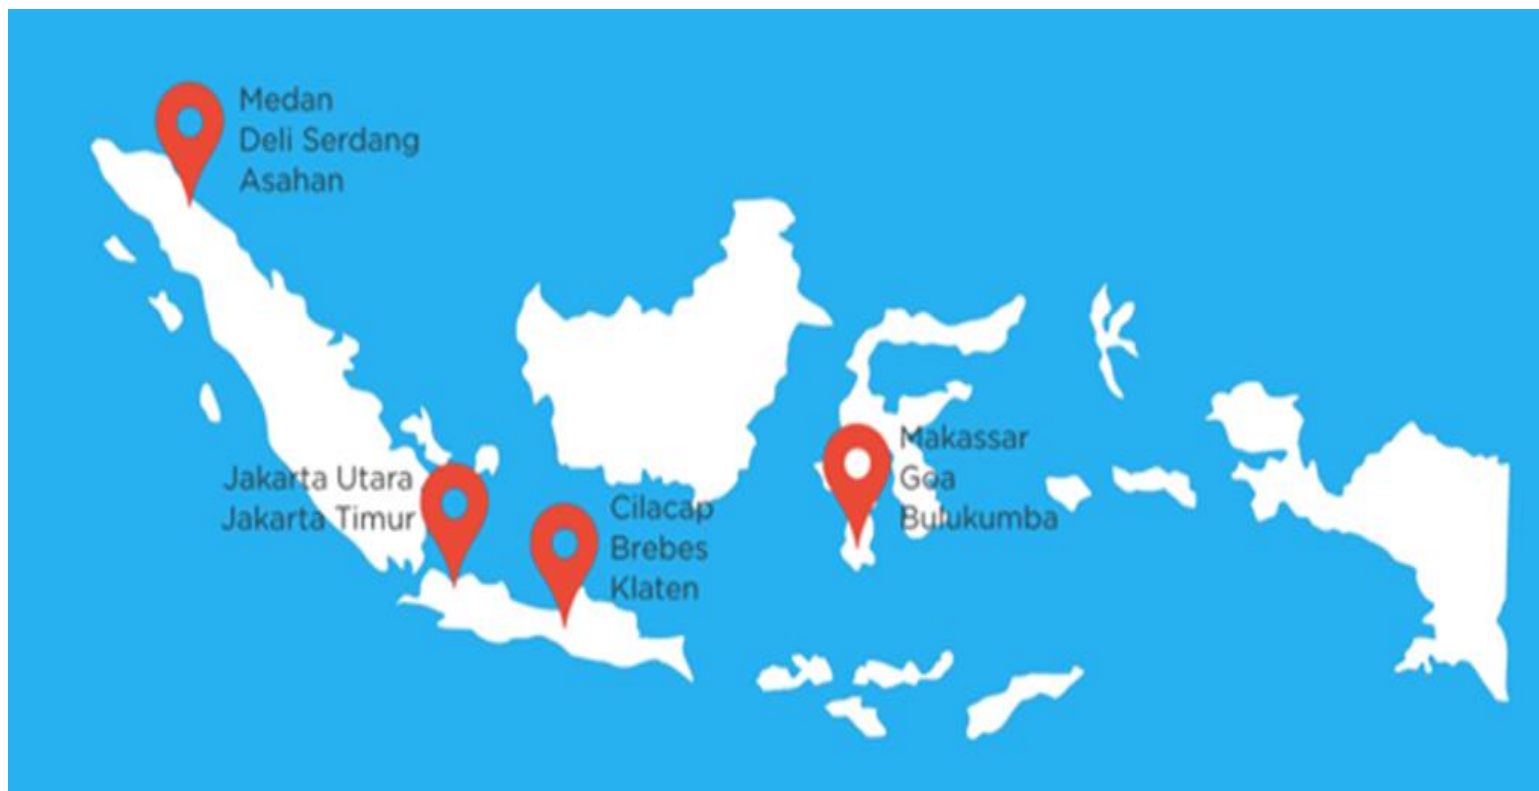 Medan
Deli Serdang
Asahan
Jakarta Utara
Jakarta Timur
Cilacap
Brebes
Klaten
Makassar
Goa
Bulukumba